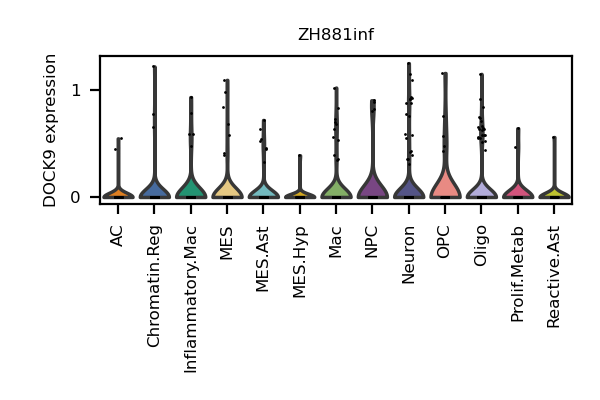 ZH881inf
DOCK9 expression
1
0
AC
Chromatin.Reg
Inflammatory.Mac
MES
MES.Ast
MES.Hyp
Mac
NPC
Neuron
OPC
Oligo
Prolif.Metab
Reactive.Ast